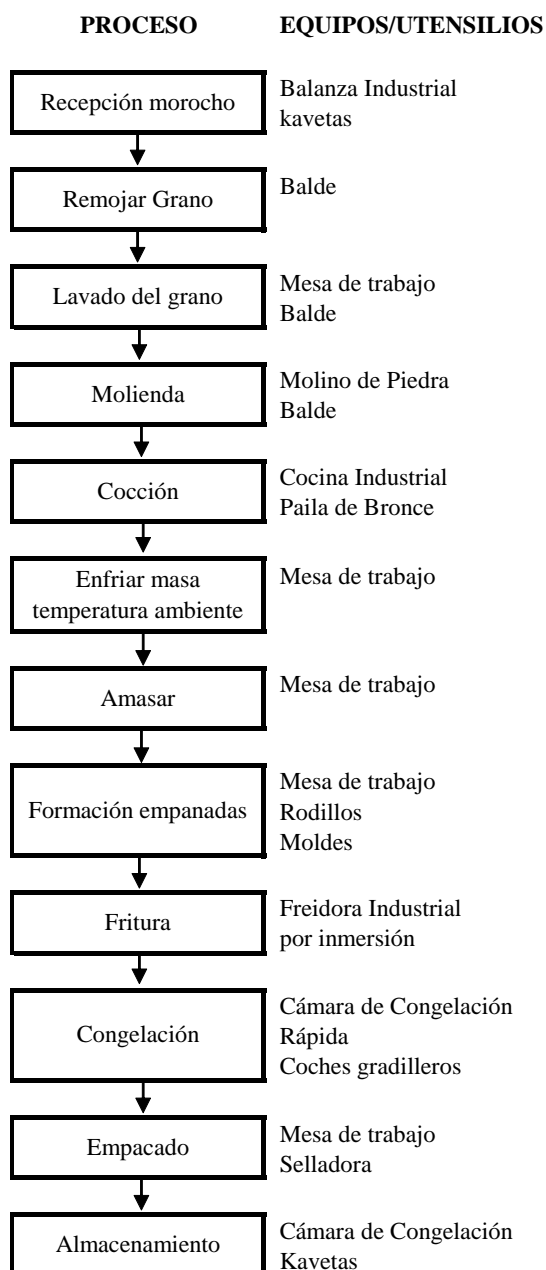 PROCESO EQUIPOS/UTENSILIOS
Recepción morocho
Balanza Industrial
kavetas
Remojar Grano
Balde
Lavado del grano
Mesa de trabajo
Balde
Molienda
Molino de Piedra
Balde
Cocción
Cocina Industrial
Paila de Bronce
Enfriar masa
temperatura ambiente
Mesa de trabajo
Amasar
Mesa de trabajo
Formación empanadas
Mesa de trabajo
Rodillos
Moldes
Fritura
Freidora Industrial
por inmersión
Congelación
Cámara de Congelación
Rápida
Coches gradilleros
Empacado
Mesa de trabajo
Selladora
Almacenamiento
Cámara de Congelación
Kavetas